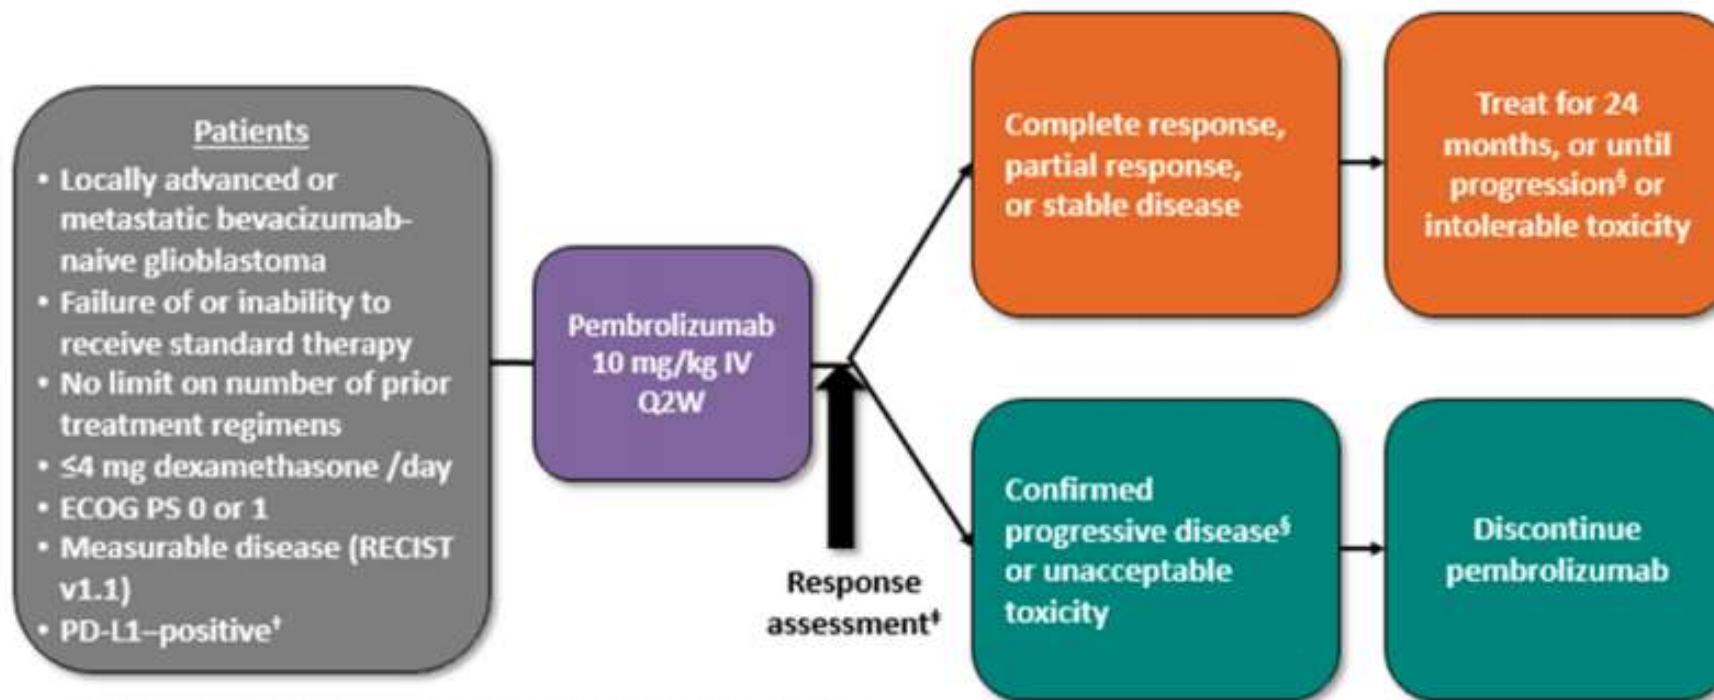 Patients
• Locally advanced or
metastatic bevacizumab-
naive glioblastoma
• Failure of or inability to
receive standard therapy
• No limit on number of prior
treatment regimens
• ≤4 mg dexamethasone /day
• ECOG PS 0 or 1
• Measurable disease (RECIST
v1.1)
• PD-L1–positive†
Pembrolizumab
10 mg/kg IV
Q2W
Response
assessment‡
Complete response,
partial response,
or stable disease
Treat for 24
months, or until
progression§ or
intolerable toxicity
Confirmed
progressive disease§
or unacceptable
toxicity
Discontinue
pembrolizumab